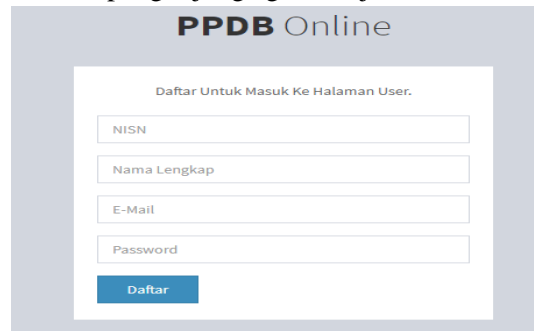 PPDB Online
Daftar Untuk Masuk Ke Halaman User.
NISN
Nama Lengkap
E-Mail
Password
Daftar